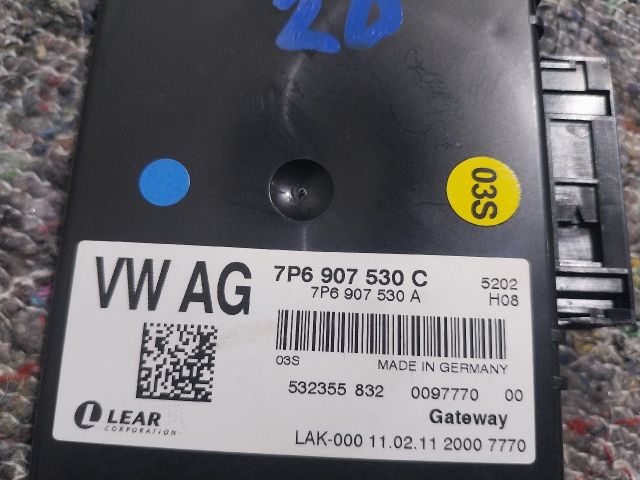 2D
03S
VW AG
7P6 907 530 C
7P6 907 530 A
5202
H08
03S
MADE IN GERMANY
532355 832 0097770 00
Gateway
LEAR
CORPORATION
LAK-000 11.02.11 2000 7770